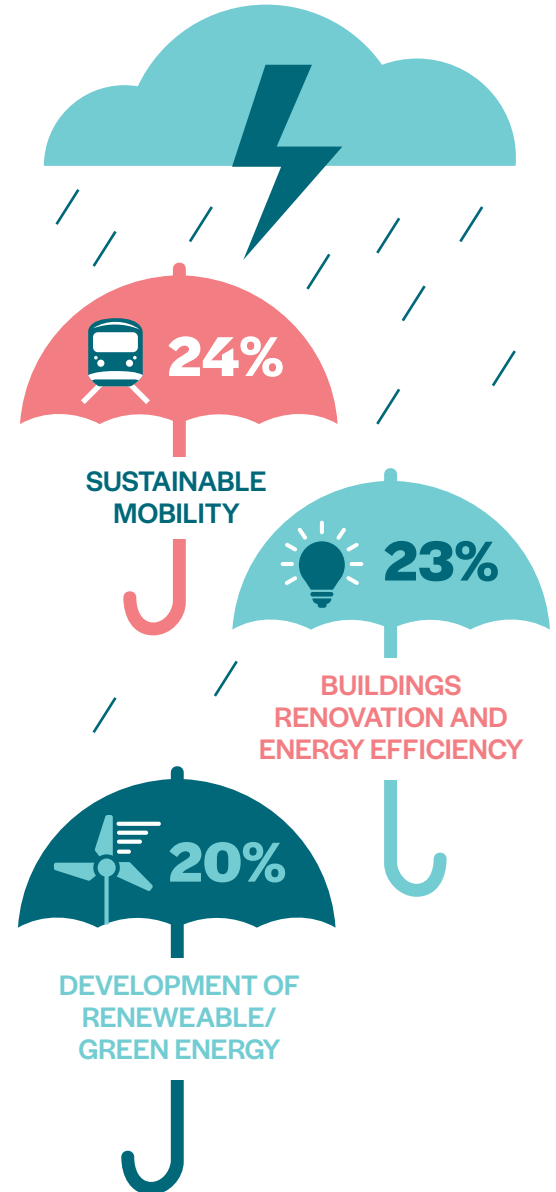 24%
SUSTAINABLE
MOBILITY
23%
BUILDINGS
RENOVATION AND
ENERGY EFFICIENCY
20%
DEVELOPMENT OF
RENEWEABLE/
GREEN ENERGY